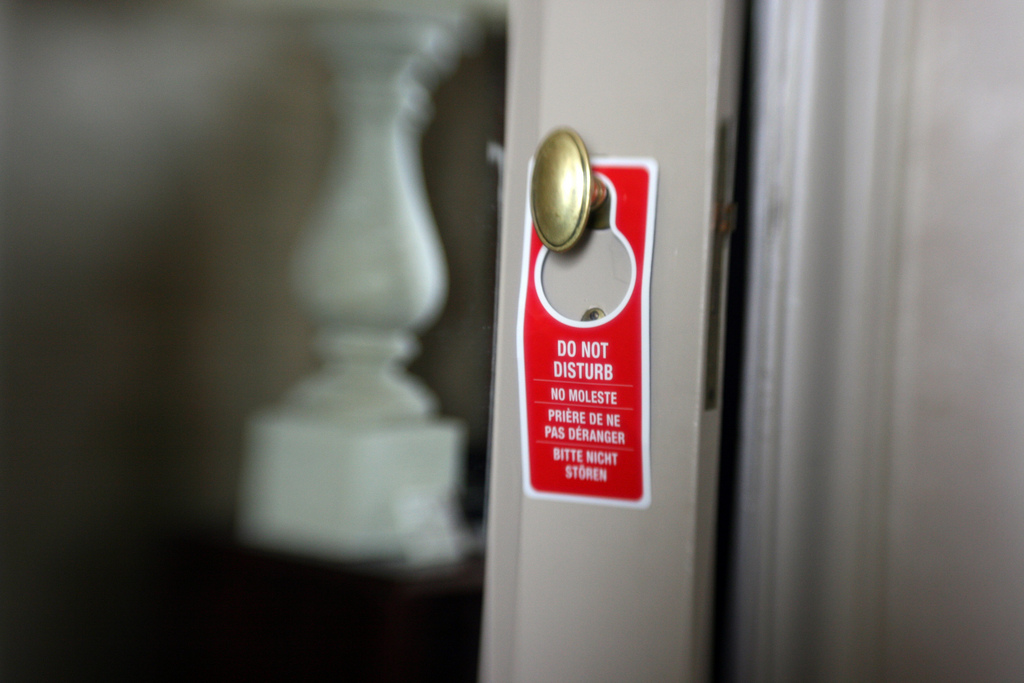 DO NOT
DISTURB
NO MOLESTE
PRIÈRE DE NE
PAS DÉRANGER
BITTE NICHT
STÖREN